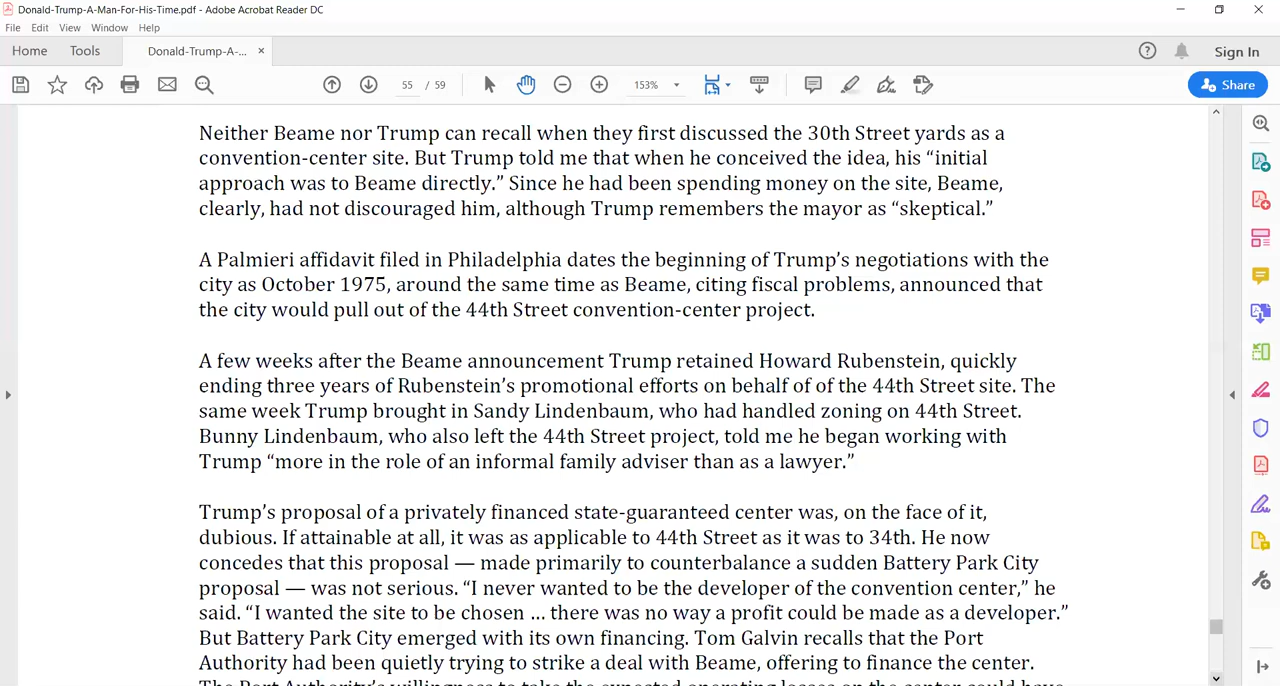 Donald-Trump-A-Man-For-His-Time.pdf - Adobe Acrobat Reader DC
File Edit View Window Help
Home Tools Donald-Trump-A-... × Sign In
55 / 59 153% Share
Neither Beame nor Trump can recall when they first discussed the 30th Street yards as a
convention-center site. But Trump told me that when he conceived the idea, his “initial
approach was to Beame directly.” Since he had been spending money on the site, Beame,
clearly, had not discouraged him, although Trump remembers the mayor as “skeptical.”
A Palmieri affidavit filed in Philadelphia dates the beginning of Trump’s negotiations with the
city as October 1975, around the same time as Beame, citing fiscal problems, announced that
the city would pull out of the 44th Street convention-center project.
A few weeks after the Beame announcement Trump retained Howard Rubenstein, quickly
ending three years of Rubenstein’s promotional efforts on behalf of of the 44th Street site. The
same week Trump brought in Sandy Lindenbaum, who had handled zoning on 44th Street.
Bunny Lindenbaum, who also left the 44th Street project, told me he began working with
Trump “more in the role of an informal family adviser than as a lawyer.”
Trump’s proposal of a privately financed state-guaranteed center was, on the face of it,
dubious. If attainable at all, it was as applicable to 44th Street as it was to 34th. He now
concedes that this proposal — made primarily to counterbalance a sudden Battery Park City
proposal — was not serious. “I never wanted to be the developer of the convention center,” he
said. “I wanted the site to be chosen ... there was no way a profit could be made as a developer.”
But Battery Park City emerged with its own financing. Tom Galvin recalls that the Port
Authority had been quietly trying to strike a deal with Beame, offering to finance the center.
The Port Authority’s willingness to take the expected operating losses on the center could have